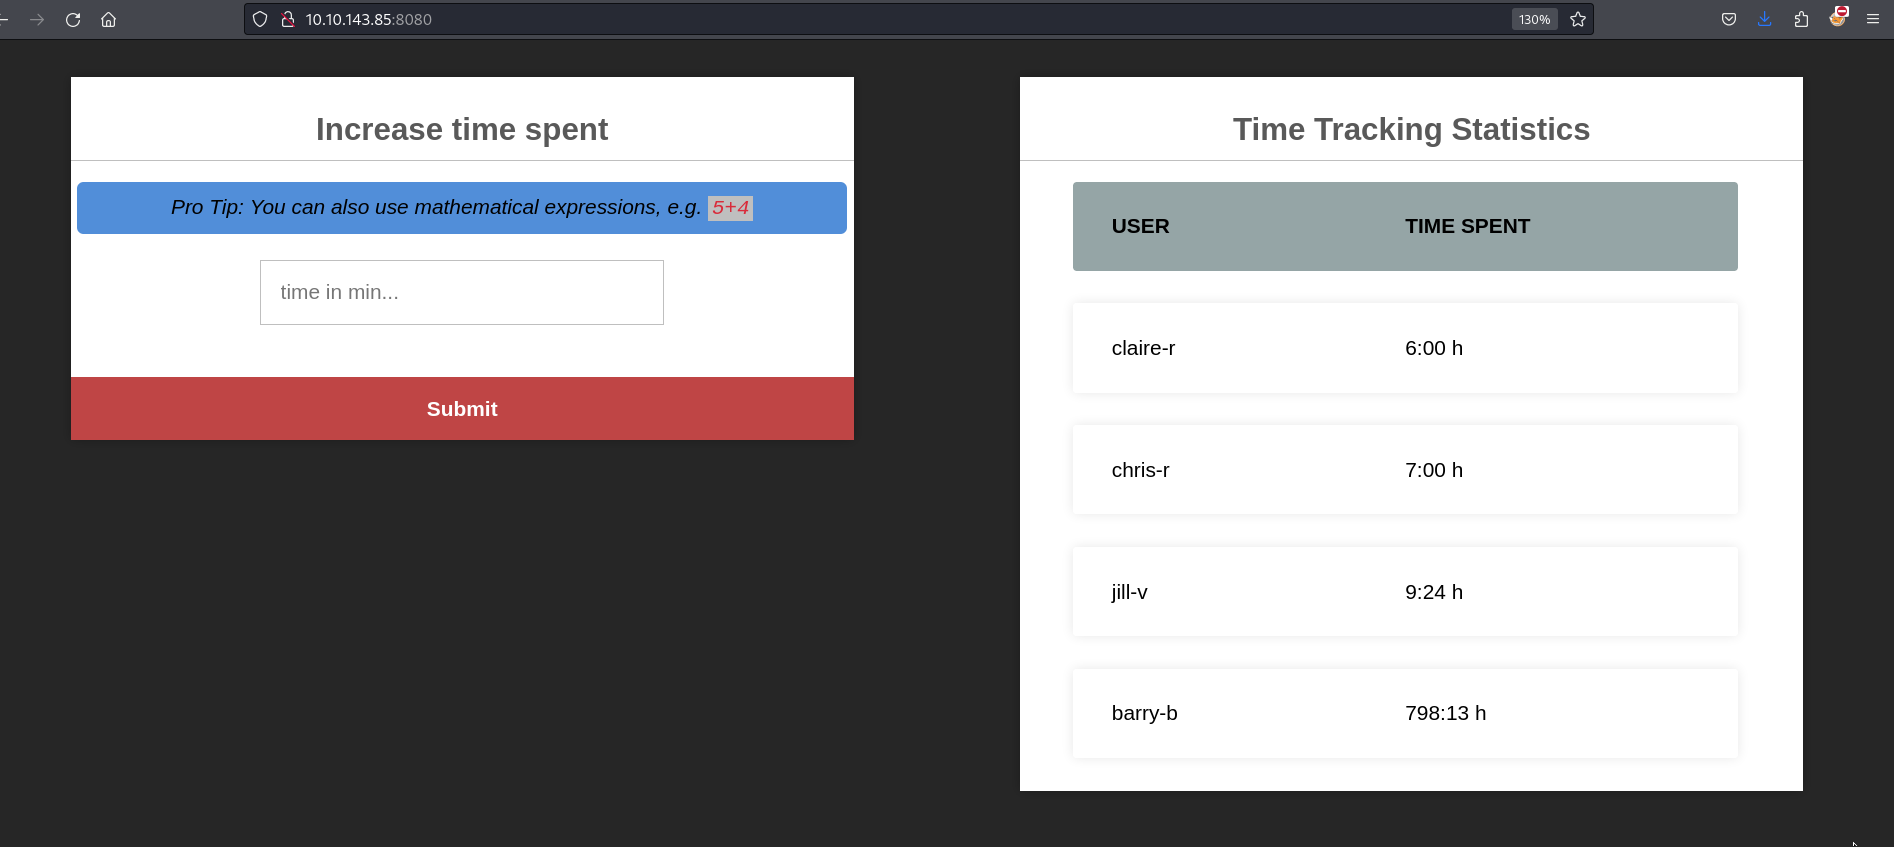 10.10.143.85:8080
130%
Increase time spent
Pro Tip: You can also use mathematical expressions, e.g. 5+4
time in min...
Submit
Time Tracking Statistics
USER TIME SPENT
claire-r 6:00 h
chris-r 7:00 h
jill-v 9:24 h
barry-b 798:13 h